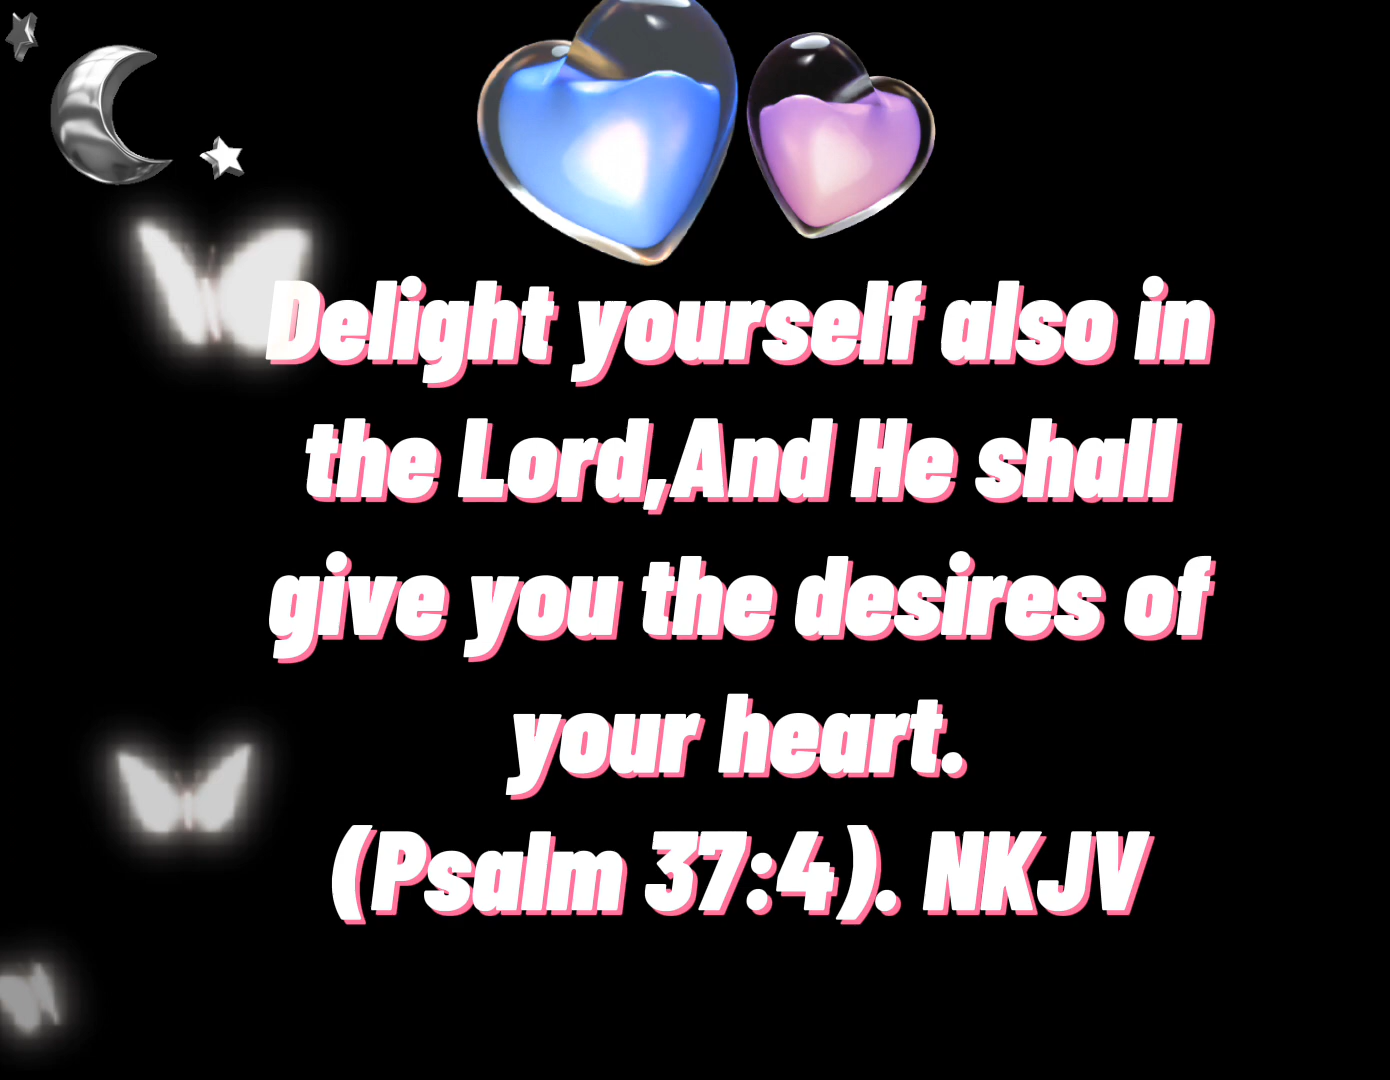 Delight yourself also in
the Lord,And He shall
give you the desires of
your heart.
(Psalm 37:4). NKJV